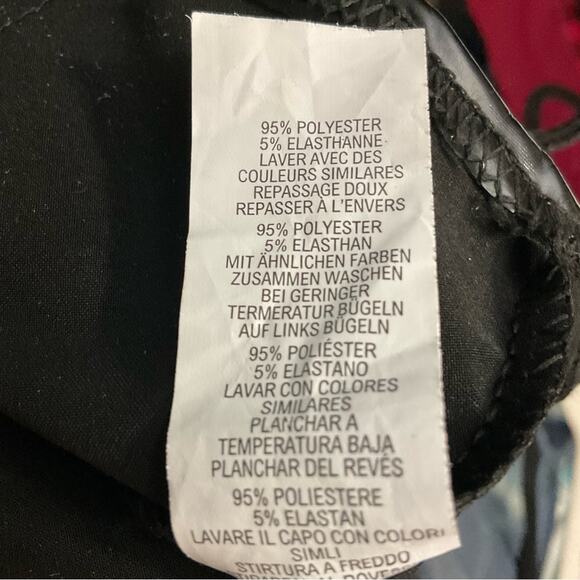 95% POLYESTER
5% ELASTHANNE
LAVER AVEC DES
COULEURS SIMILARES
REPASSAGE DOUX
REPASSER À L'ENVERS
95% POLYESTER
5% ELASTHAN
MIT ÄHNLICHEN FARBEN
ZUSAMMEN WASCHEN
BEI GERINGER
TERMERATUR BÜGELN
AUF LINKS BÜGELN
95% POLIÉSTER
5% ELASTANO
LAVAR CON COLORES
SIMILARES
PLANCHAR A
TEMPERATURA BAJA
PLANCHAR DEL REVÉS
95% POLIESTERE
5% ELASTAN
LAVARE IL CAPO CON COLORI
SIMLI
STIRTURA A FREDDO